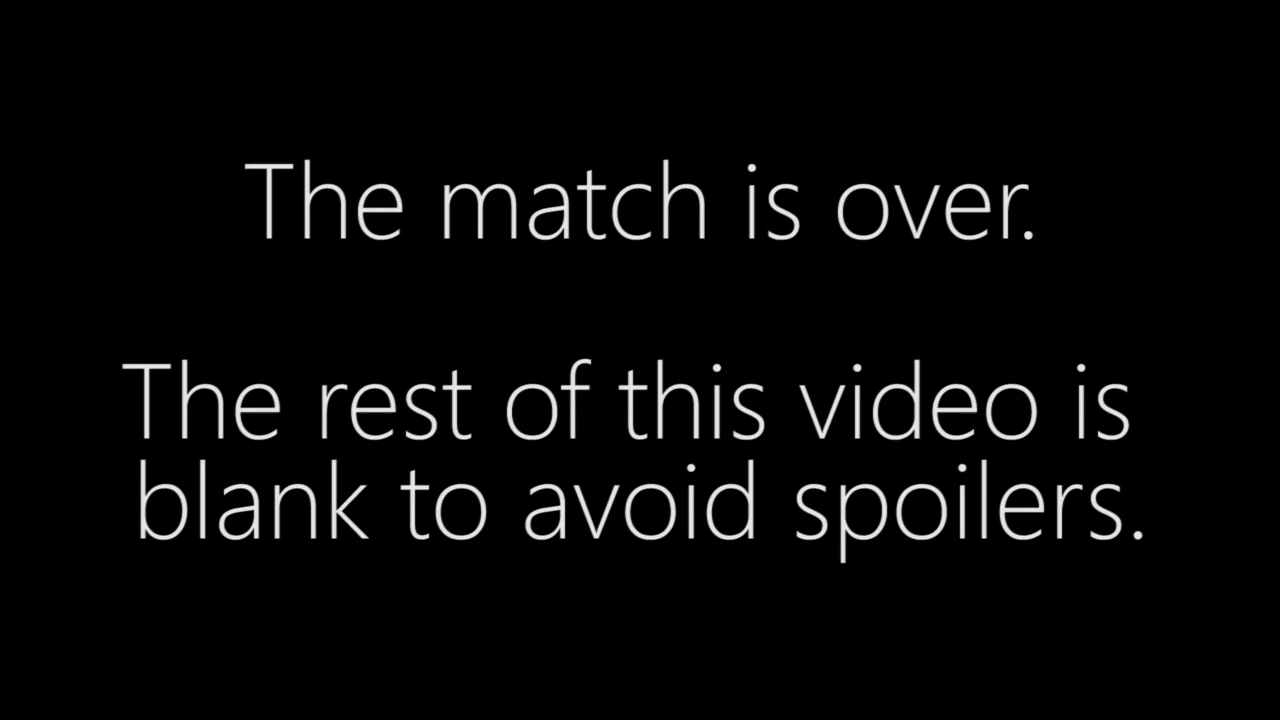 The match is over.
The rest of this video is
blank to avoid spoilers.